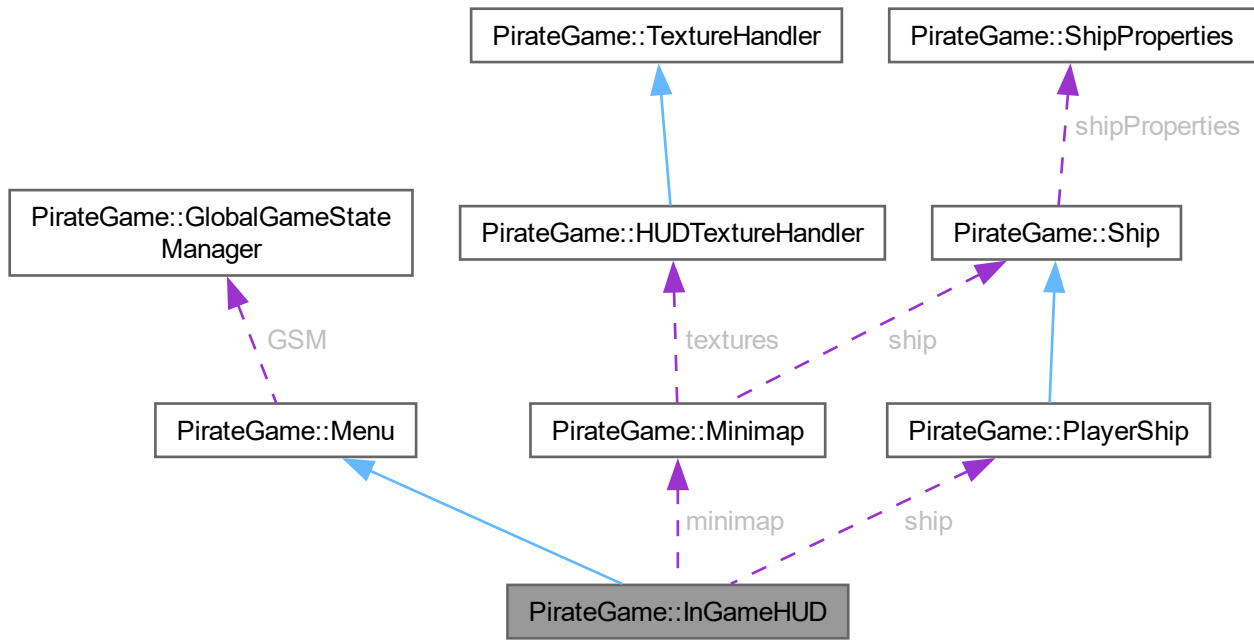 PirateGame::TextureHandler
PirateGame::ShipProperties
shipProperties
PirateGame::GlobalGameState
Manager
PirateGame::HUDTextureHandler
PirateGame::Ship
GSM
textures
ship
PirateGame::Menu
PirateGame::Minimap
PirateGame::PlayerShip
minimap
ship
PirateGame::InGameHUD